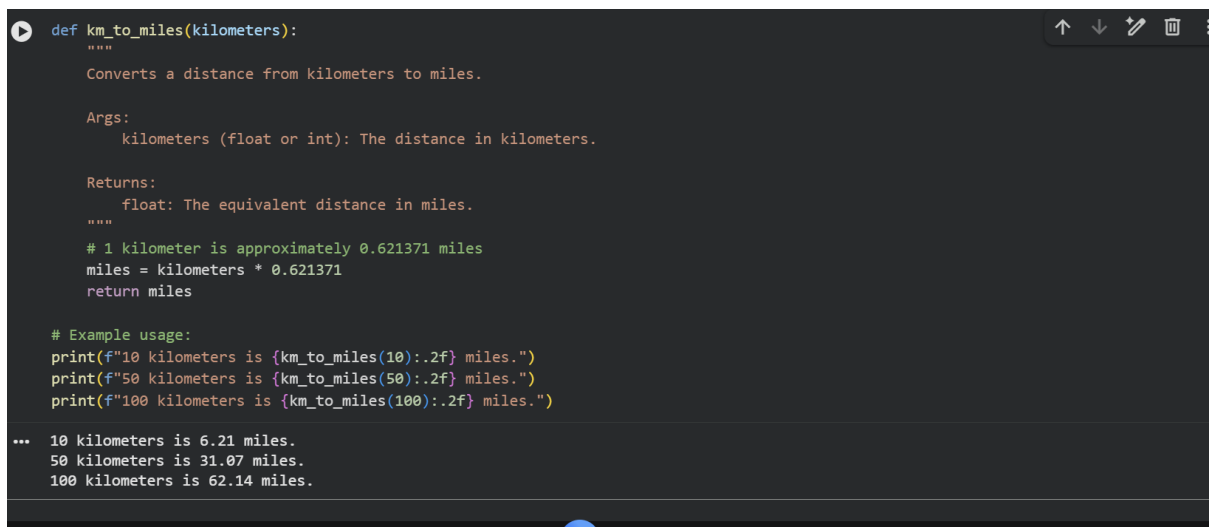 def km_to_miles(kilometers):
"""
Converts a distance from kilometers to miles.
Args:
kilometers (float or int): The distance in kilometers.
Returns:
float: The equivalent distance in miles.
"""
# 1 kilometer is approximately 0.621371 miles
miles = kilometers * 0.621371
return miles
# Example usage:
print(f"10 kilometers is {km_to_miles(10):.2f} miles.")
print(f"50 kilometers is {km_to_miles(50):.2f} miles.")
print(f"100 kilometers is {km_to_miles(100):.2f} miles.")
10 kilometers is 6.21 miles.
50 kilometers is 31.07 miles.
100 kilometers is 62.14 miles.